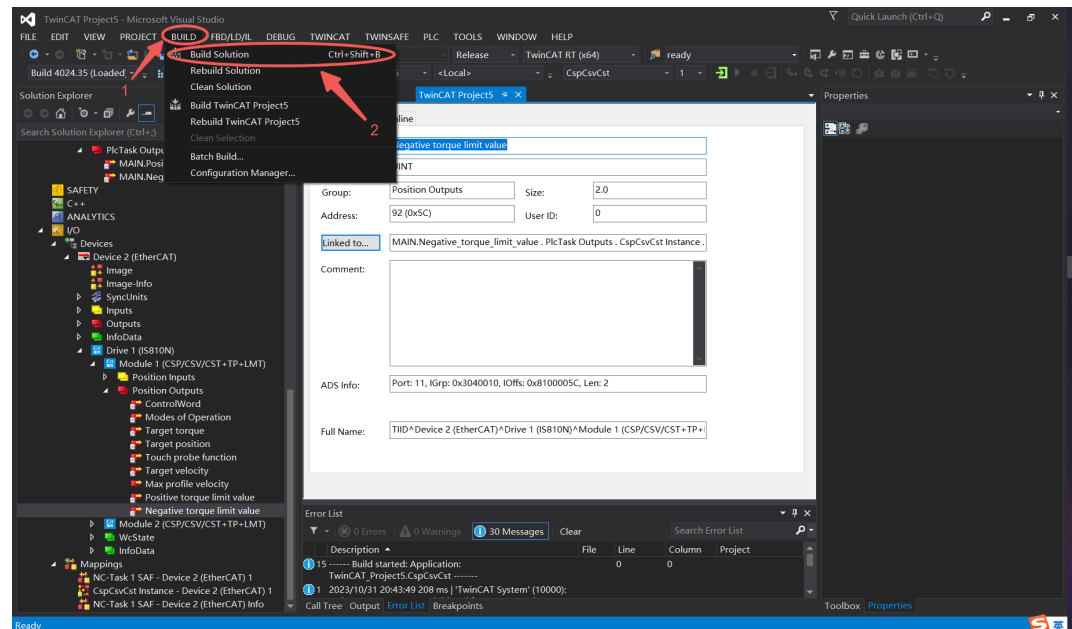 TwinCAT Project5 - Microsoft Visual Studio
Quick Launch (Ctrl+Q)
FILE EDIT VIEW PROJECT BUILD FBD/LD/IL DEBUG TWINCAT TWINSAFE PLC TOOLS WINDOW HELP
Build Solution Ctrl+Shift+B
Release TwinCAT RT (x64) ready
Build 4024.35 (Loaded)
Rebuild Solution
<Local> CspCsvCst 1
Clean Solution
1
Solution Explorer
TwinCAT Project5
Properties
Build TwinCAT Project5
Rebuild TwinCAT Project5
nline
2
Search Solution Explorer (Ctrl+;)
Clean Selection
Negative torque limit value
PlcTask Outpu
Batch Build...
MAIN.Posi
UINT
Configuration Manager...
MAIN.Neg
SAFETY
Group: Position Outputs Size: 2.0
C++
ANALYTICS
Address: 92 (0x5C) User ID: 0
I/O
Devices
Linked to... MAIN.Negative_torque_limit_value . PlcTask Outputs . CspCsvCst Instance .
Device 2 (EtherCAT)
Image
Comment:
Image-Info
SyncUnits
Inputs
Outputs
InfoData
Drive 1 (IS810N)
Module 1 (CSP/CSV/CST+TP+LMT)
Position Inputs
ADS Info: Port: 11, IGrp: 0x3040010, IOffs: 0x8100005C, Len: 2
Position Outputs
ControlWord
Modes of Operation
Target torque
Full Name: TIID^Device 2 (EtherCAT)^Drive 1 (IS810N)^Module 1 (CSP/CSV/CST+TP+
Target position
Touch probe function
Target velocity
Max profile velocity
Positive torque limit value
Negative torque limit value
Error List
Module 2 (CSP/CSV/CST+TP+LMT)
0 Errors 0 Warnings 30 Messages Clear Search Error List
WcState
InfoData
Description File Line Column Project
Mappings
15 ------ Build started: Application: 0 0
TwinCAT_Project5.CspCsvCst -------
NC-Task 1 SAF - Device 2 (EtherCAT) 1
CspCsvCst Instance - Device 2 (EtherCAT) 1
1 2023/10/31 20:43:49 208 ms | 'TwinCAT System' (10000):
NC-Task 1 SAF - Device 2 (EtherCAT) Info
Call Tree Output Error List Breakpoints
Toolbox Properties
Ready
英